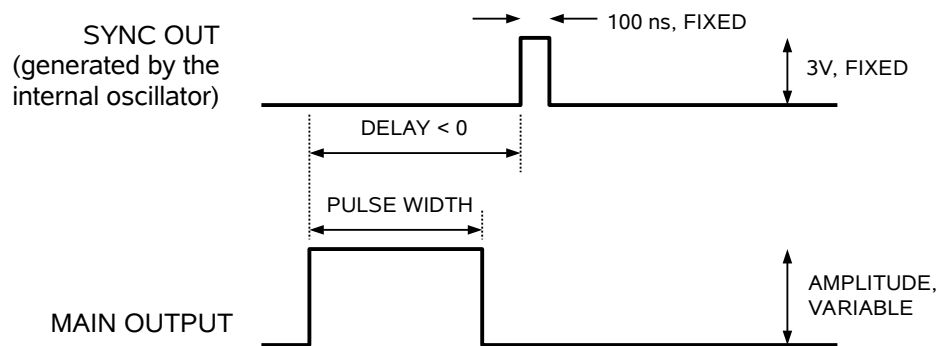 100 ns, FIXED
SYNC OUT
(generated by the
internal oscillator)
3V, FIXED
DELAY < 0
PULSE WIDTH
AMPLITUDE,
VARIABLE
MAIN OUTPUT